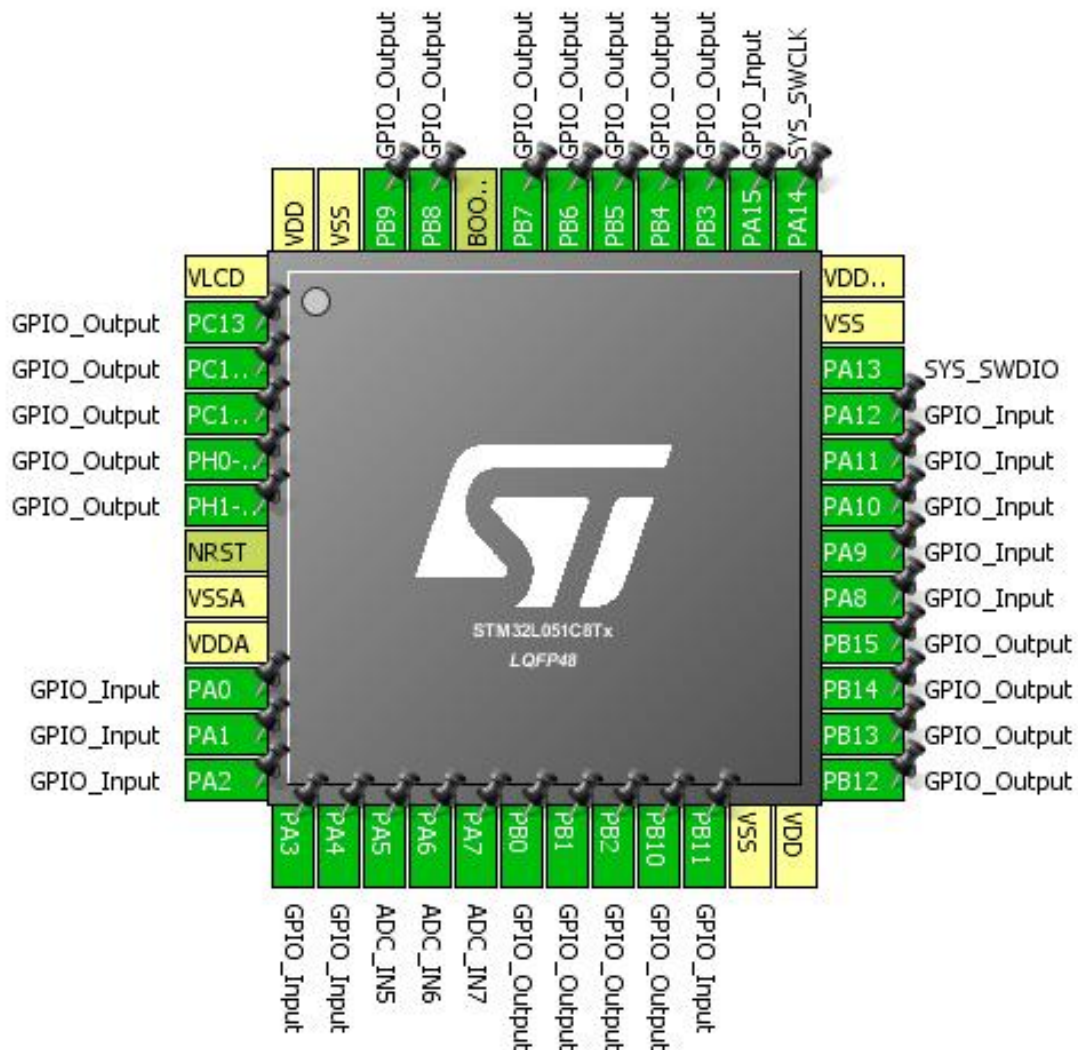 GPIO_Output
GPIO_Output
GPIO_Output
GPIO_Output
GPIO_Output
GPIO_Output
GPIO_Output
GPIO_Input
SYS_SWCLK
VDD
VSS
PB9
PB8
BOO..
PB7
PB6
PB5
PB4
PB3
PA15
PA14
VLCD
VDD..
GPIO_Output PC13
VSS
GPIO_Output PC1..
PA13 SYS_SWDIO
GPIO_Output PC1..
PA12 GPIO_Input
GPIO_Output PH0-..
PA11 GPIO_Input
GPIO_Output PH1-..
PA10 GPIO_Input
NRST
PA9 GPIO_Input
VSSA
PA8 GPIO_Input
VDDA
PB15 GPIO_Output
GPIO_Input PA0
PB14 GPIO_Output
GPIO_Input PA1
PB13 GPIO_Output
GPIO_Input PA2
PB12 GPIO_Output
ST
STM32L051C8Tx
LQFP48
PA3
PA4
PA5
PA6
PA7
PB0
PB1
PB2
PB10
PB11
VSS
VDD
GPIO_Input
GPIO_Input
ADC_IN5
ADC_IN6
ADC_IN7
GPIO_Output
GPIO_Output
GPIO_Output
GPIO_Output
GPIO_Input